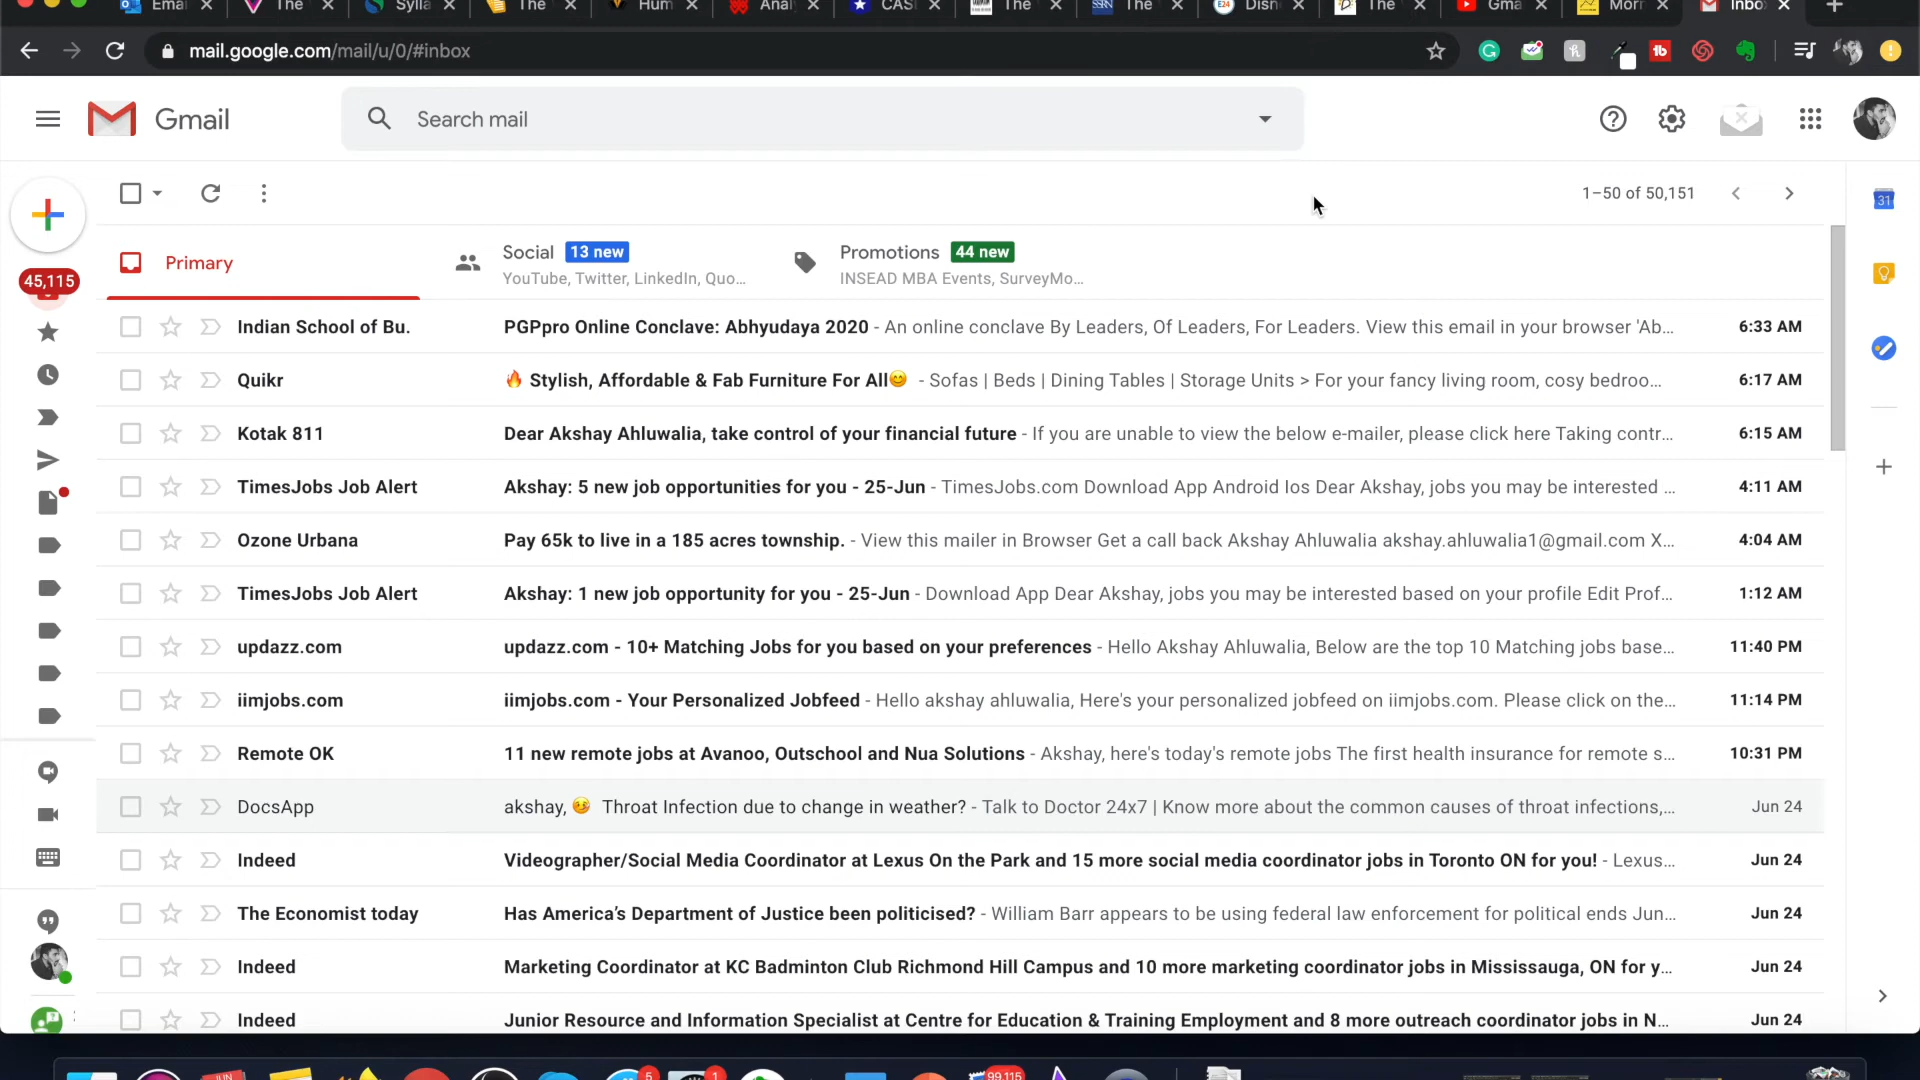 Emai
The
Sylla
The
Hum
Analy
CASE
The
The
Disn
The
Gma
Morn
Inbo
mail.google.com/mail/u/0/#inbox
Gmail
Search mail
1–50 of 50,151
31
45,115
Primary
Social 13 new
YouTube, Twitter, LinkedIn, Quo...
Promotions 44 new
INSEAD MBA Events, SurveyMo...
Indian School of Bu. PGPpro Online Conclave: Abhyudaya 2020 - An online conclave By Leaders, Of Leaders, For Leaders. View this email in your browser 'Ab... 6:33 AM
Quikr 🔥 Stylish, Affordable & Fab Furniture For All😊 - Sofas | Beds | Dining Tables | Storage Units > For your fancy living room, cosy bedroo... 6:17 AM
Kotak 811 Dear Akshay Ahluwalia, take control of your financial future - If you are unable to view the below e-mailer, please click here Taking contr... 6:15 AM
TimesJobs Job Alert Akshay: 5 new job opportunities for you - 25-Jun - TimesJobs.com Download App Android Ios Dear Akshay, jobs you may be interested ... 4:11 AM
Ozone Urbana Pay 65k to live in a 185 acres township. - View this mailer in Browser Get a call back Akshay Ahluwalia akshay.ahluwalia1@gmail.com X... 4:04 AM
TimesJobs Job Alert Akshay: 1 new job opportunity for you - 25-Jun - Download App Dear Akshay, jobs you may be interested based on your profile Edit Prof... 1:12 AM
updazz.com updazz.com - 10+ Matching Jobs for you based on your preferences - Hello Akshay Ahluwalia, Below are the top 10 Matching jobs base... 11:40 PM
iimjobs.com iimjobs.com - Your Personalized Jobfeed - Hello akshay ahluwalia, Here's your personalized jobfeed on iimjobs.com. Please click on the... 11:14 PM
Remote OK 11 new remote jobs at Avanoo, Outschool and Nua Solutions - Akshay, here's today's remote jobs The first health insurance for remote s... 10:31 PM
DocsApp akshay, 🤒 Throat Infection due to change in weather? - Talk to Doctor 24x7 | Know more about the common causes of throat infections,... Jun 24
Indeed Videographer/Social Media Coordinator at Lexus On the Park and 15 more social media coordinator jobs in Toronto ON for you! - Lexus... Jun 24
The Economist today Has America’s Department of Justice been politicised? - William Barr appears to be using federal law enforcement for political ends Jun... Jun 24
Indeed Marketing Coordinator at KC Badminton Club Richmond Hill Campus and 10 more marketing coordinator jobs in Mississauga, ON for y... Jun 24
Indeed Junior Resource and Information Specialist at Centre for Education & Training Employment and 8 more outreach coordinator jobs in N... Jun 24
JUN
5
1
99,115